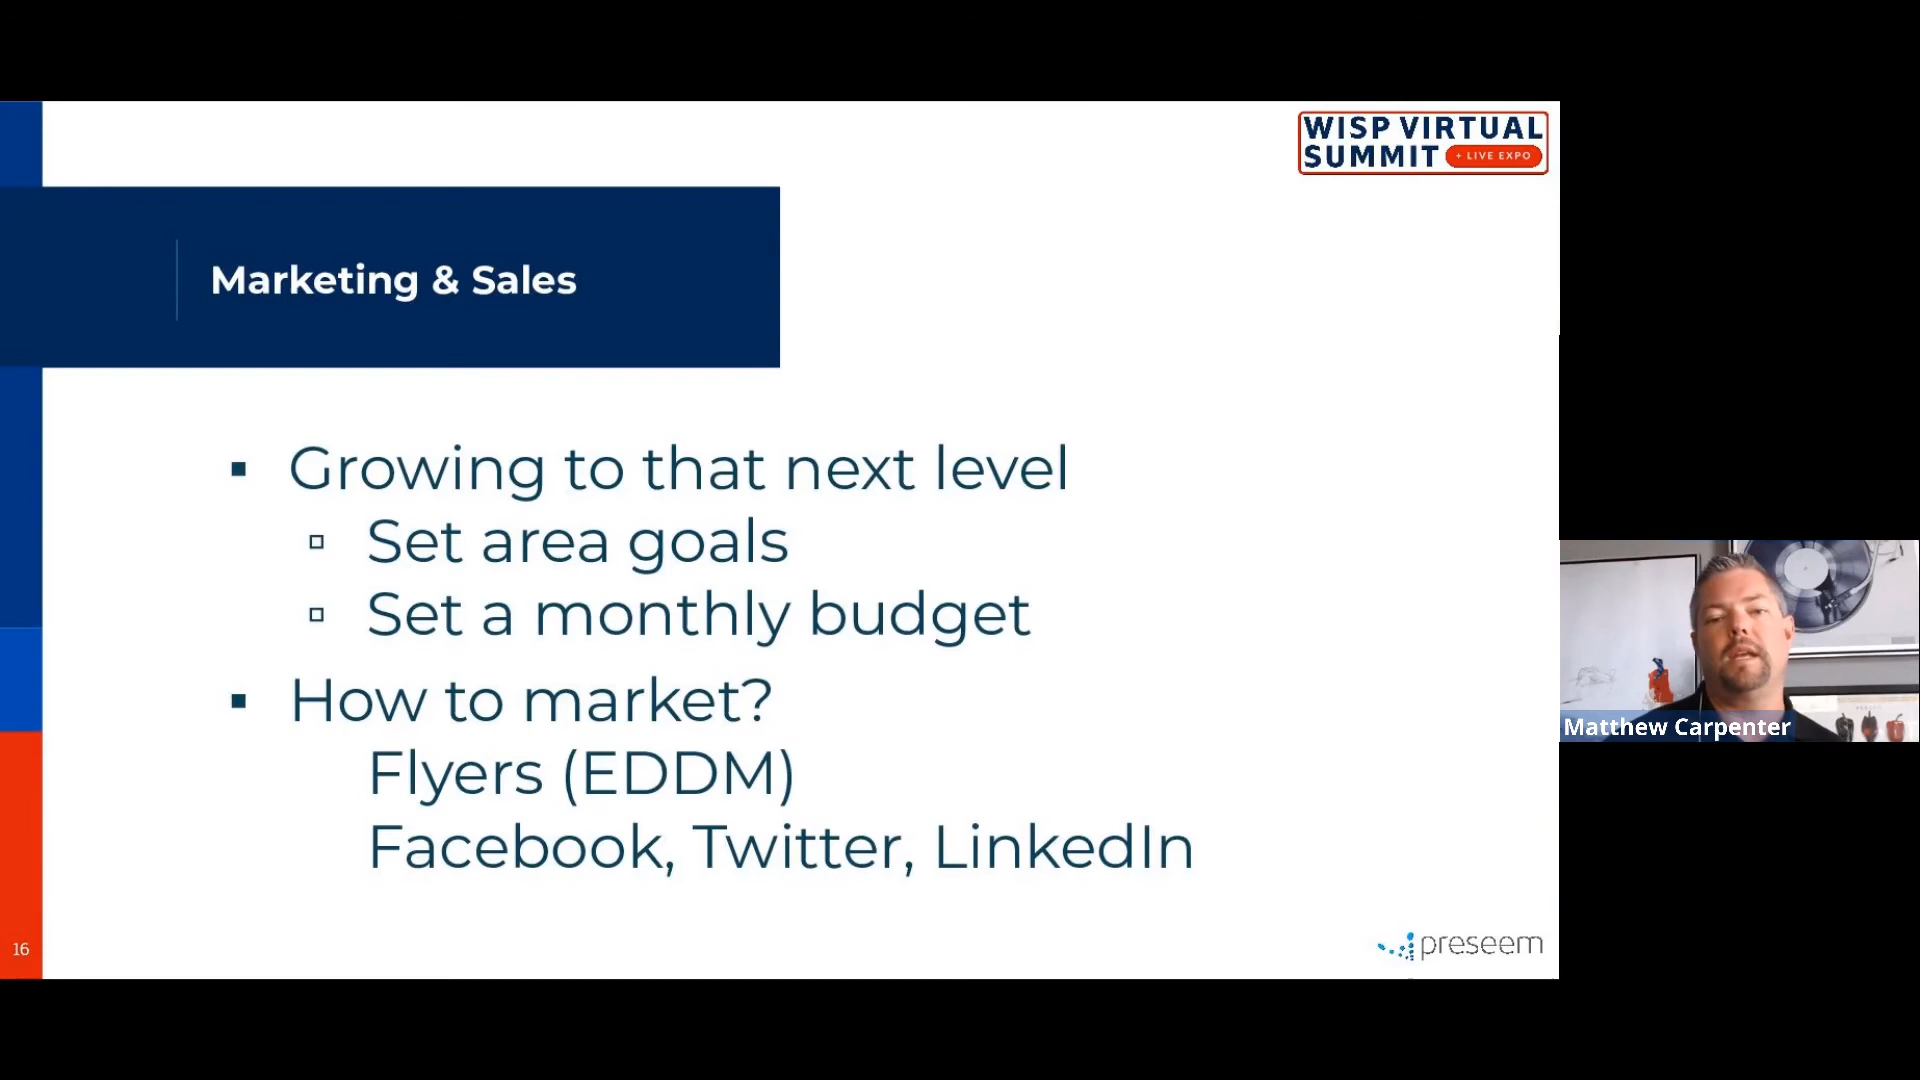 WISP VIRTUAL
SUMMIT + LIVE EXPO
Marketing & Sales
▪ Growing to that next level
▫ Set area goals
▫ Set a monthly budget
▪ How to market?
Flyers (EDDM)
Facebook, Twitter, LinkedIn
Matthew Carpenter
16
preseem